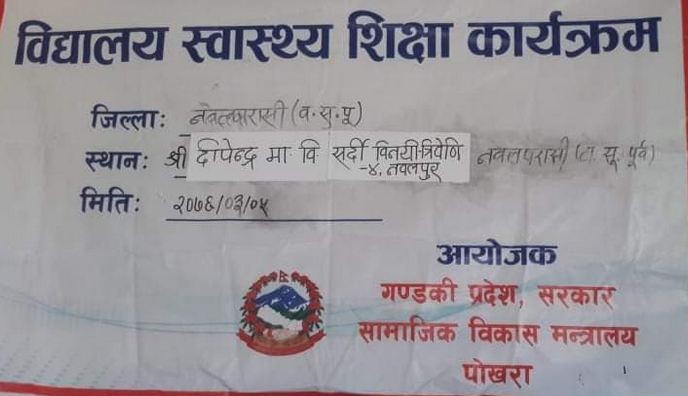 विद्यालय स्वास्थ्य शिक्षा कार्यक्रम
जिल्लाः नवलपरासी (ब.सु.पू)
स्थानः श्री दीपेन्द्र मा. वि सर्दी विनयीत्रिवेणि नवलपरासी (ब. सू. पूर्व)
-४, नवलपुर
मितिः २०७६/०३/०५
आयोजक
गण्डकी प्रदेश, सरकार
सामाजिक विकास मन्त्रालय
पोखरा